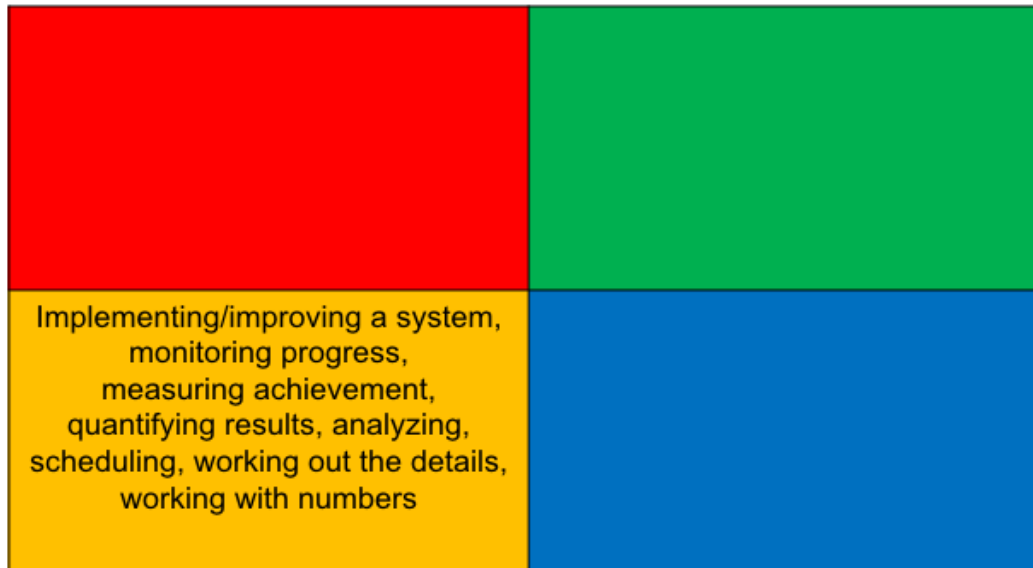 Implementing/improving a system,
monitoring progress,
measuring achievement,
quantifying results, analyzing,
scheduling, working out the details,
working with numbers